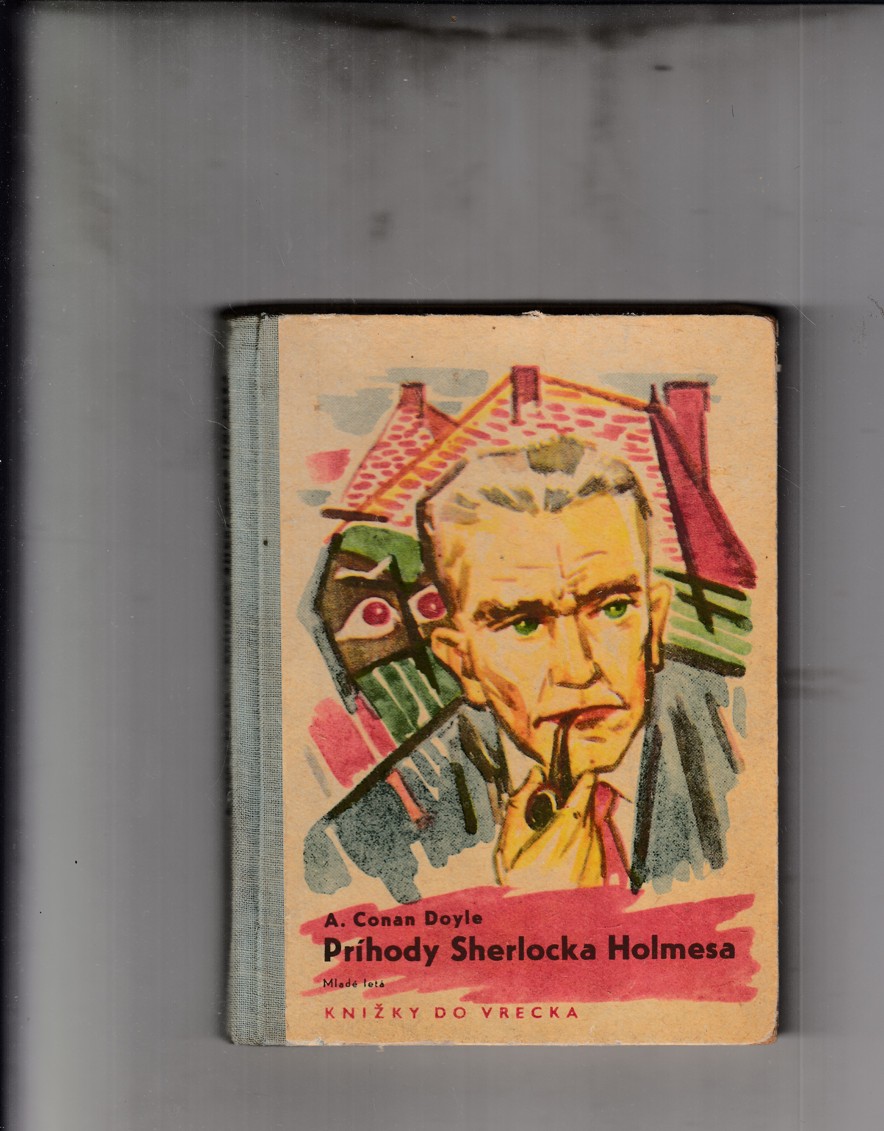 A. Conan Doyle
Príhody Sherlocka Holmesa
Mladé letá
KNIŽKY DO VRECKA